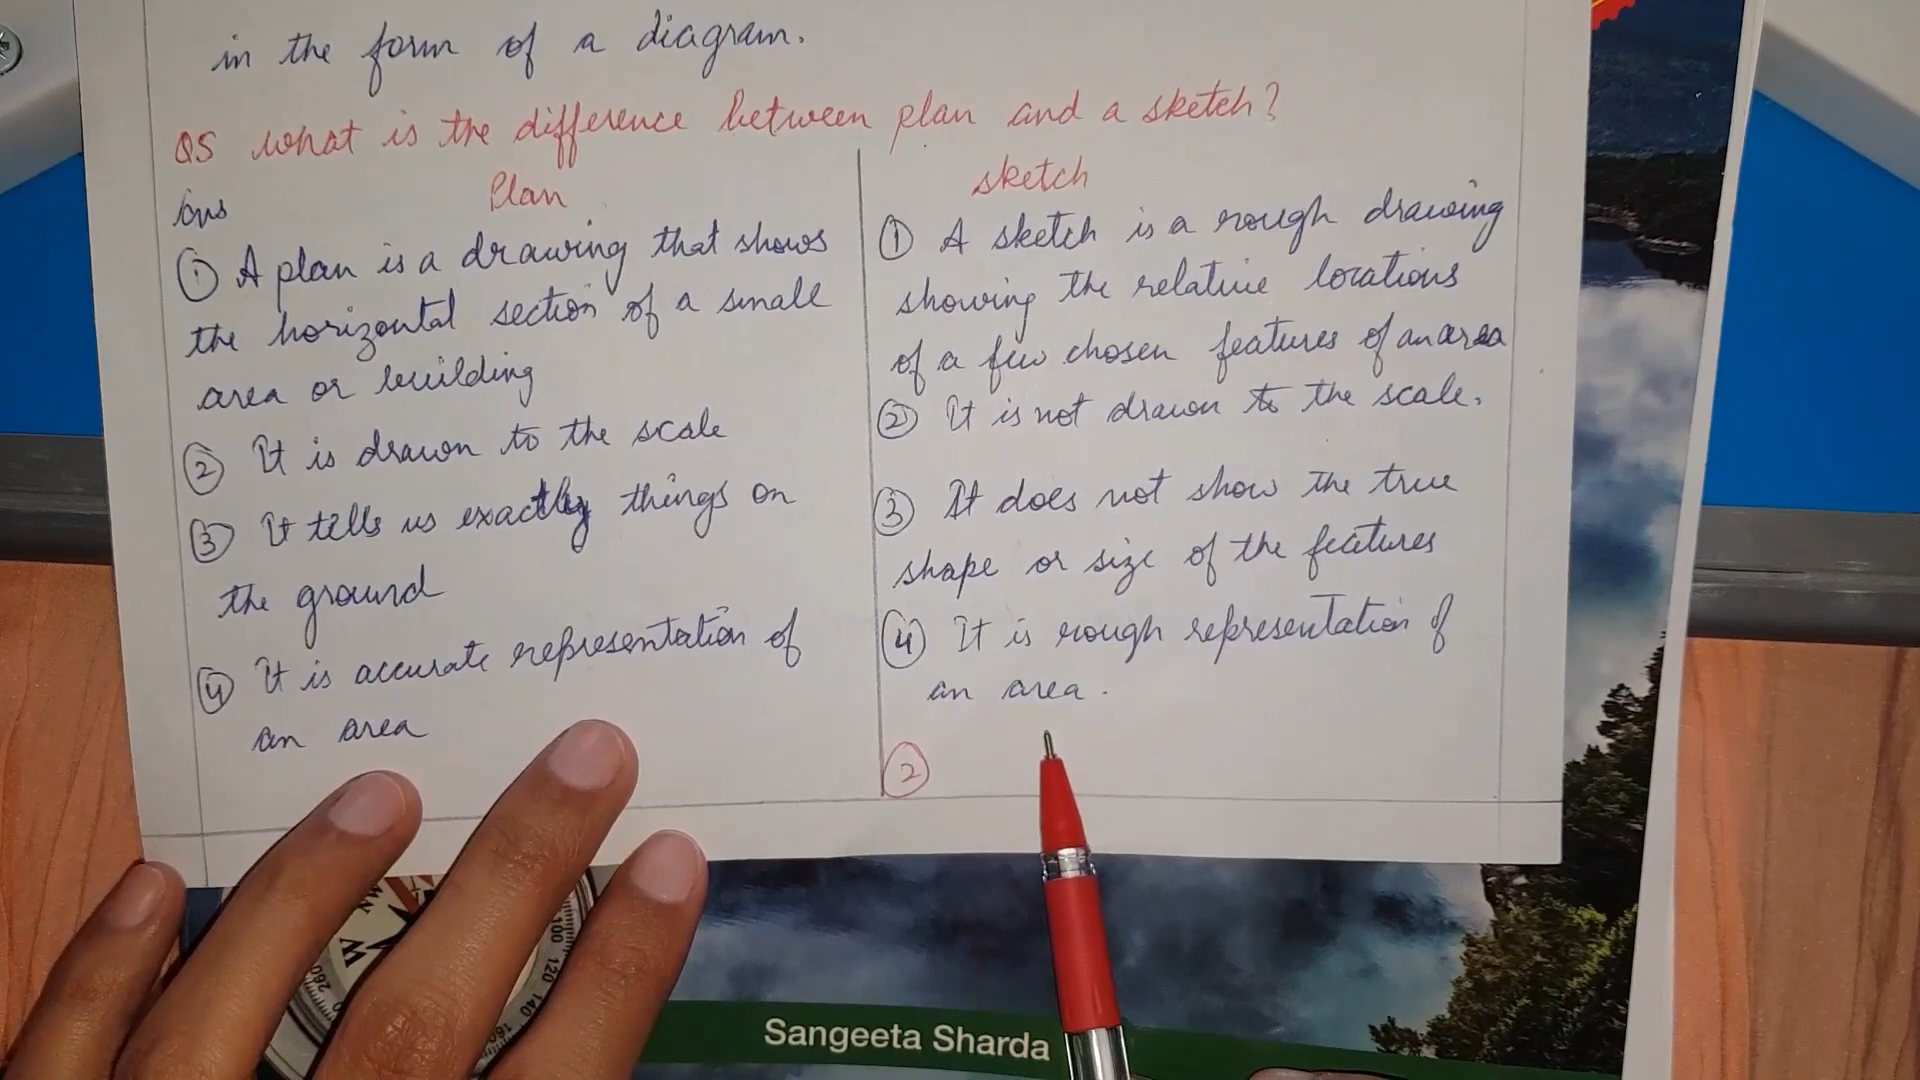 in the form of a diagram.
Q5 what is the difference between plan and a sketch?
Ans
Plan
① A plan is a drawing that shows
the horizontal section of a small
area or building
② It is drawn to the scale
③ It tells us exactly things on
the ground
④ It is accurate representation of
an area
sketch
① A sketch is a rough drawing
showing the relative locations
of a few chosen features of an area
② It is not drawn to the scale.
③ It does not show the true
shape or size of the features
④ It is rough representation of
an area.
②
W
260
100
120
140
160
Sangeeta Sharda